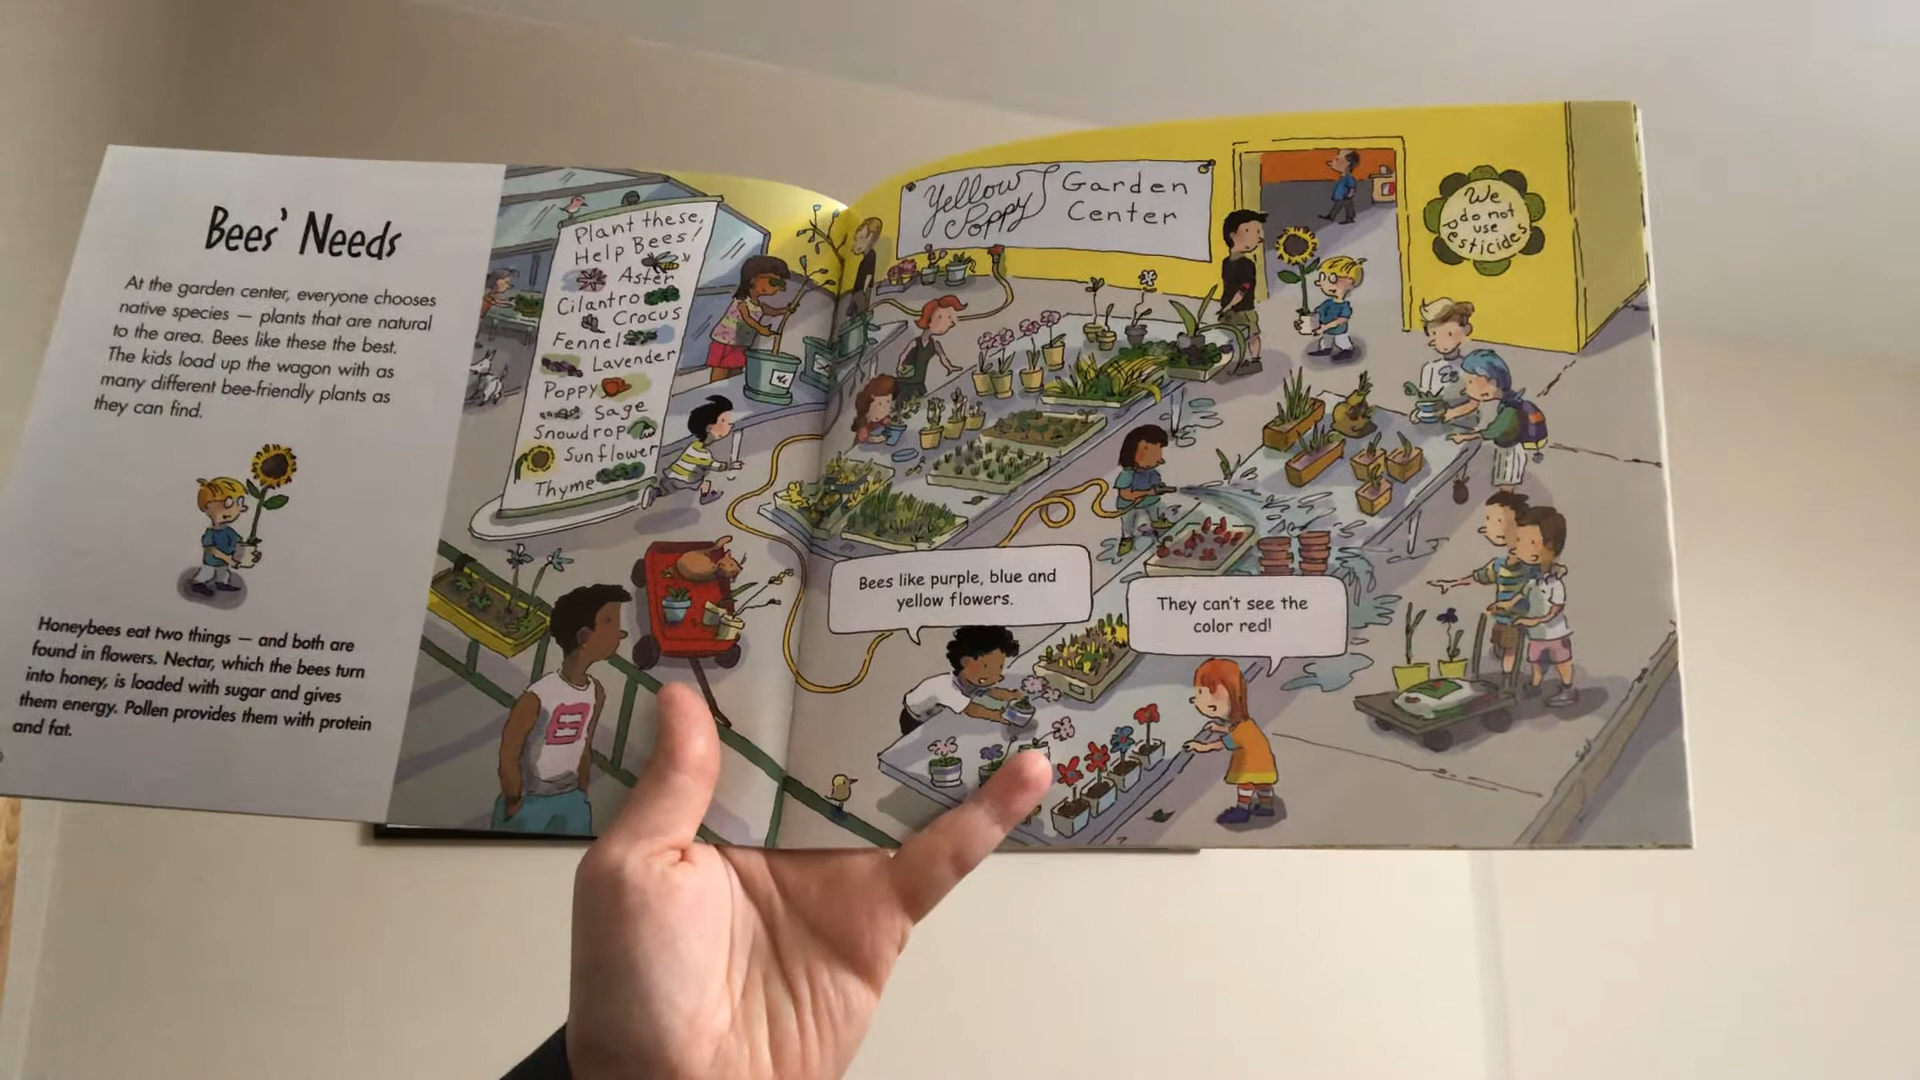 Bees' Needs
At the garden center, everyone chooses
native species — plants that are natural
to the area. Bees like these the best.
The kids load up the wagon with as
many different bee-friendly plants as
they can find.
Honeybees eat two things — and both are
found in flowers. Nectar, which the bees turn
into honey, is loaded with sugar and gives
them energy. Pollen provides them with protein
and fat.
Plant these,
Help Bees!
Aster
Cilantro
Crocus
Fennel
Lavender
Poppy
Sage
Snowdrop
Sunflower
Thyme
Yellow Poppy
Garden
Center
We
do not
use
Pesticides
Bees like purple, blue and
yellow flowers.
They can't see the
color red!